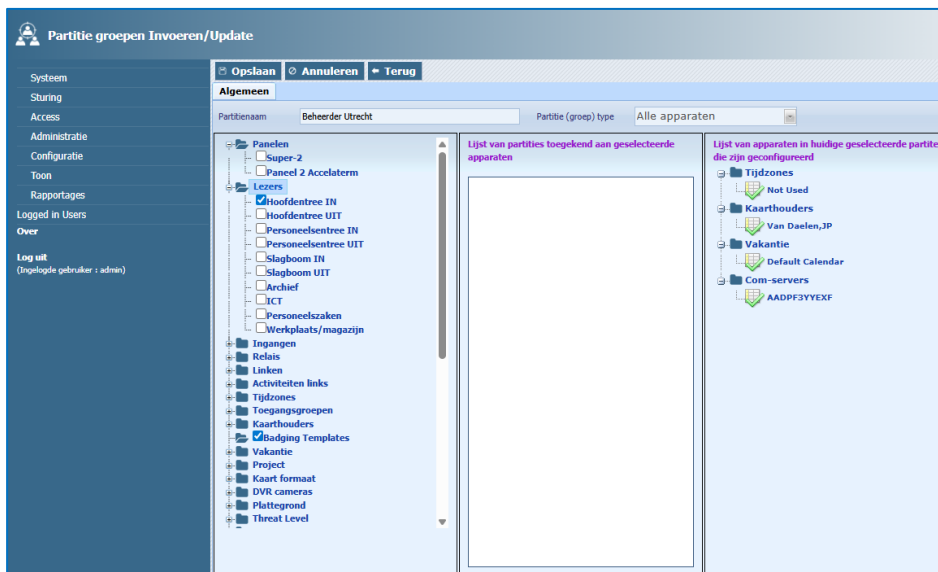 Partitie groepen Invoeren/Update
Systeem
Sturing
Access
Administratie
Configuratie
Toon
Rapportages
Logged in Users
Over
Log uit
(Ingelogde gebruiker : admin)
Opslaan Annuleren Terug
Algemeen
Partitienaam Beheerder Utrecht Partitie (groep) type Alle apparaten
Panelen
Super-2
Paneel 2 Accelaterm
Lezers
Hoofdentree IN
Hoofdentree UIT
Personeelsentree IN
Personeelsentree UIT
Slagboom IN
Slagboom UIT
Archief
ICT
Personeelszaken
Werkplaats/magazijn
Ingangen
Relais
Linken
Activiteiten links
Tijdzones
Toegangsgroepen
Kaarthouders
Badging Templates
Vakantie
Project
Kaart formaat
DVR cameras
Plattegrond
Threat Level
Lijst van partities toegekend aan geselecteerde
apparaten
Lijst van apparaten in huidige geselecteerde partite
die zijn geconfigureerd
Tijdzones
Not Used
Kaarthouders
Van Daelen,JP
Vakantie
Default Calendar
Com-servers
AADPF3YYEXF